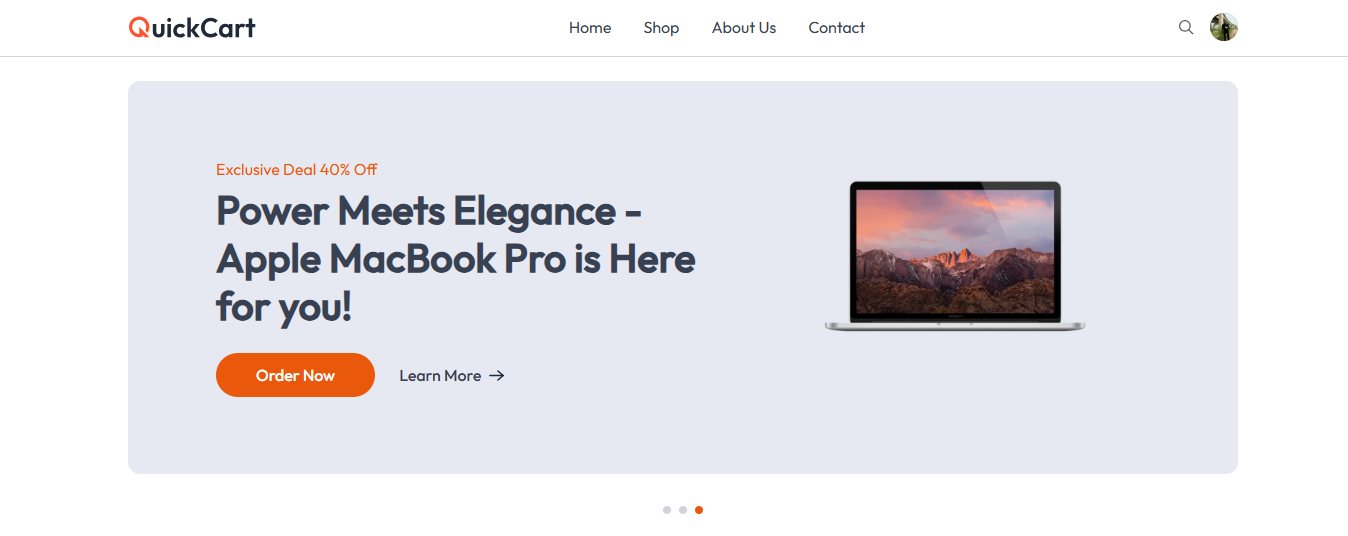 QuickCart
Home Shop About Us Contact
Exclusive Deal 40% Off
Power Meets Elegance -
Apple MacBook Pro is Here
for you!
Order Now Learn More →